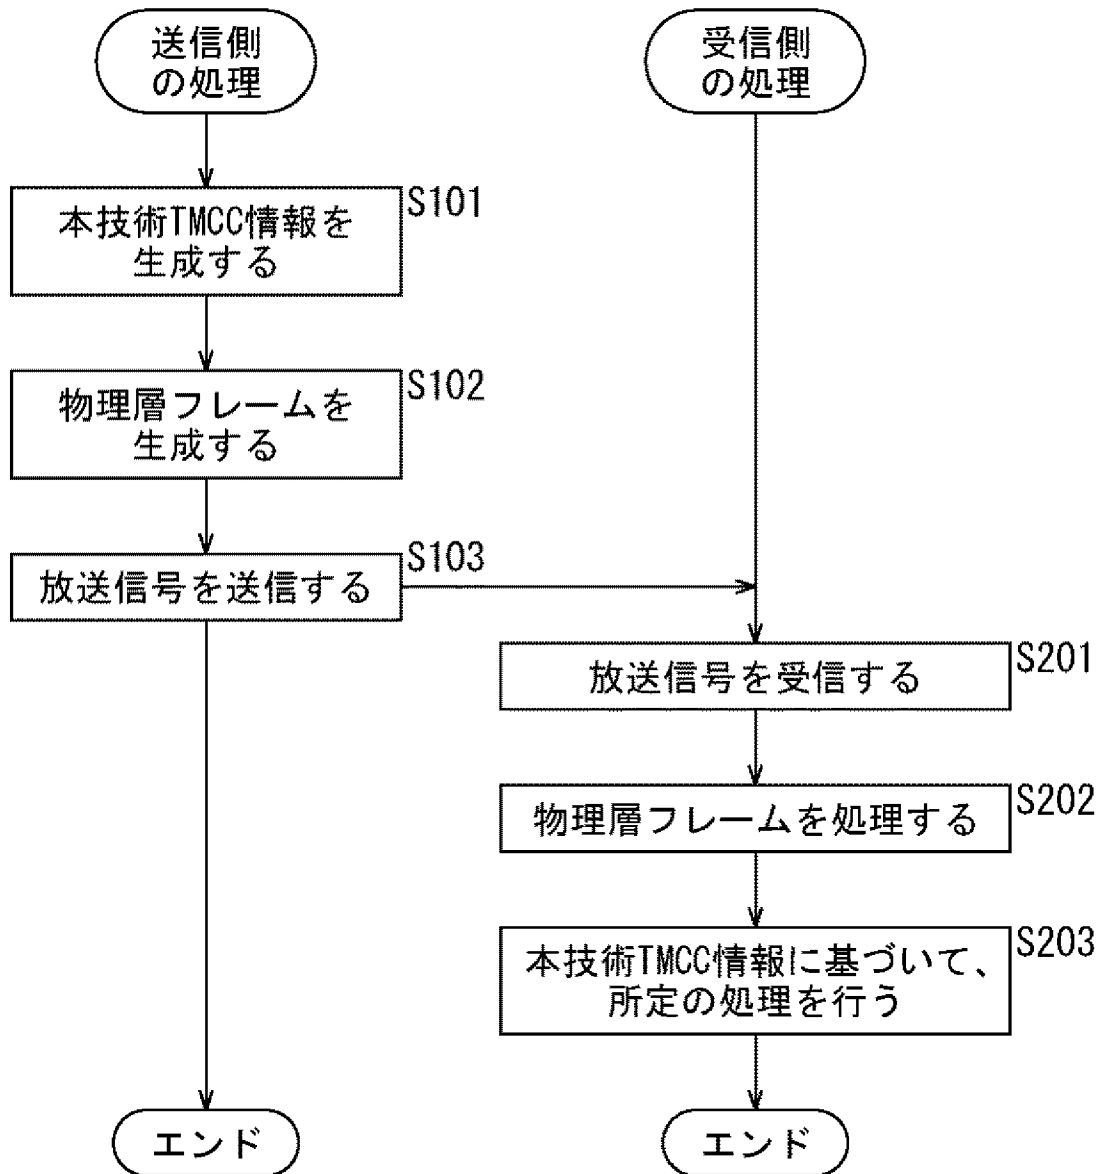 送信側
の処理
本技術TMCC情報を
生成する
S101
物理層フレームを
生成する
S102
放送信号を送信する
S103
エンド
受信側
の処理
放送信号を受信する
S201
物理層フレームを処理する
S202
本技術TMCC情報に基づいて、
所定の処理を行う
S203
エンド